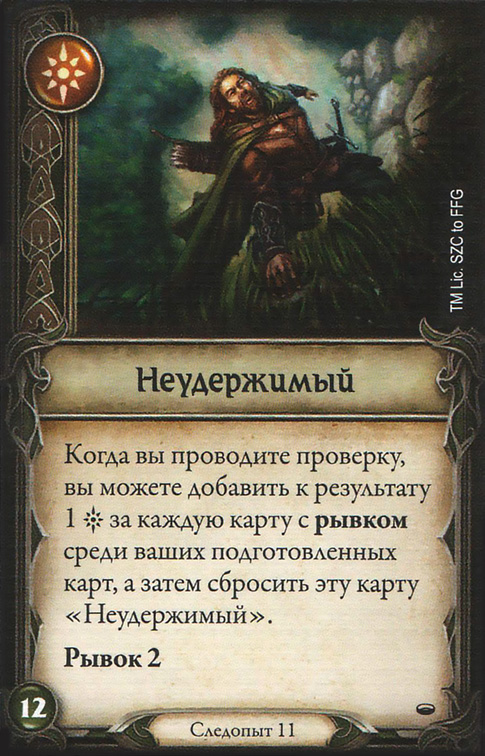 TM Lic. SZC to FFG
Неудержимый
Когда вы проводите проверку,
вы можете добавить к результату
1 за каждую карту с рывком
среди ваших подготовленных
карт, а затем сбросить эту карту
«Неудержимый».
Рывок 2
12
Следопыт 11